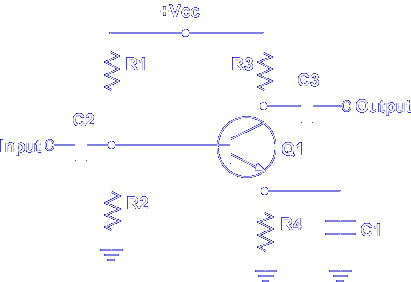 +Vcc
R1
R3
C3
Output
C2
Input
Q1
R2
R4
C1